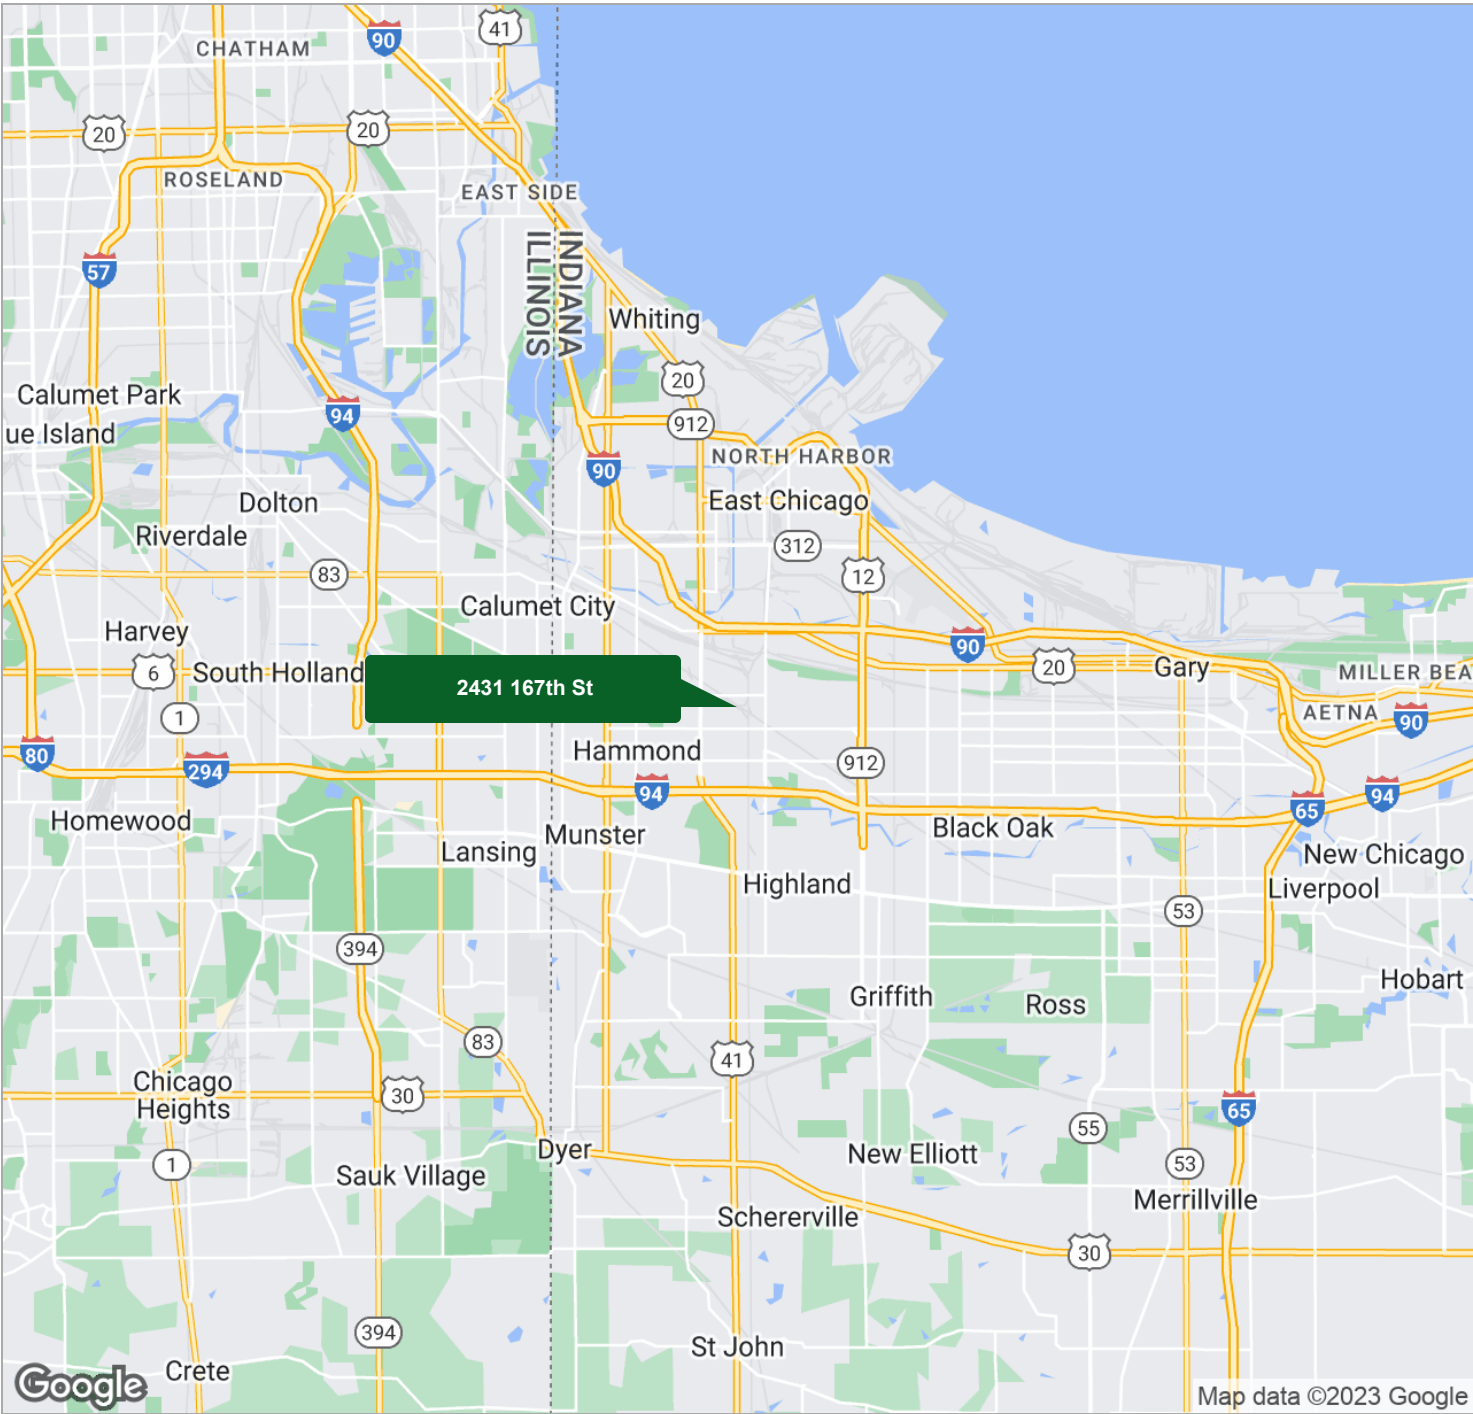 41
90
CHATHAM
20
20
ROSELAND
EAST SIDE
57
INDIANA
ILLINOIS
Whiting
20
Calumet Park
94
912
ue Island
NORTH HARBOR
90
East Chicago
Dolton
Riverdale
312
83
12
Calumet City
Harvey
90
6
South Holland
20
Gary
MILLER BEA
2431 167th St
1
AETNA
90
Hammond
80
294
912
94
94
65
Homewood
Black Oak
Munster
Lansing
New Chicago
Highland
Liverpool
53
394
Hobart
Griffith
Ross
83
41
Chicago
Heights
30
65
55
Dyer
New Elliott
1
53
Sauk Village
Merrillville
Schererville
30
394
St John
Crete
Google
Map data ©2023 Google